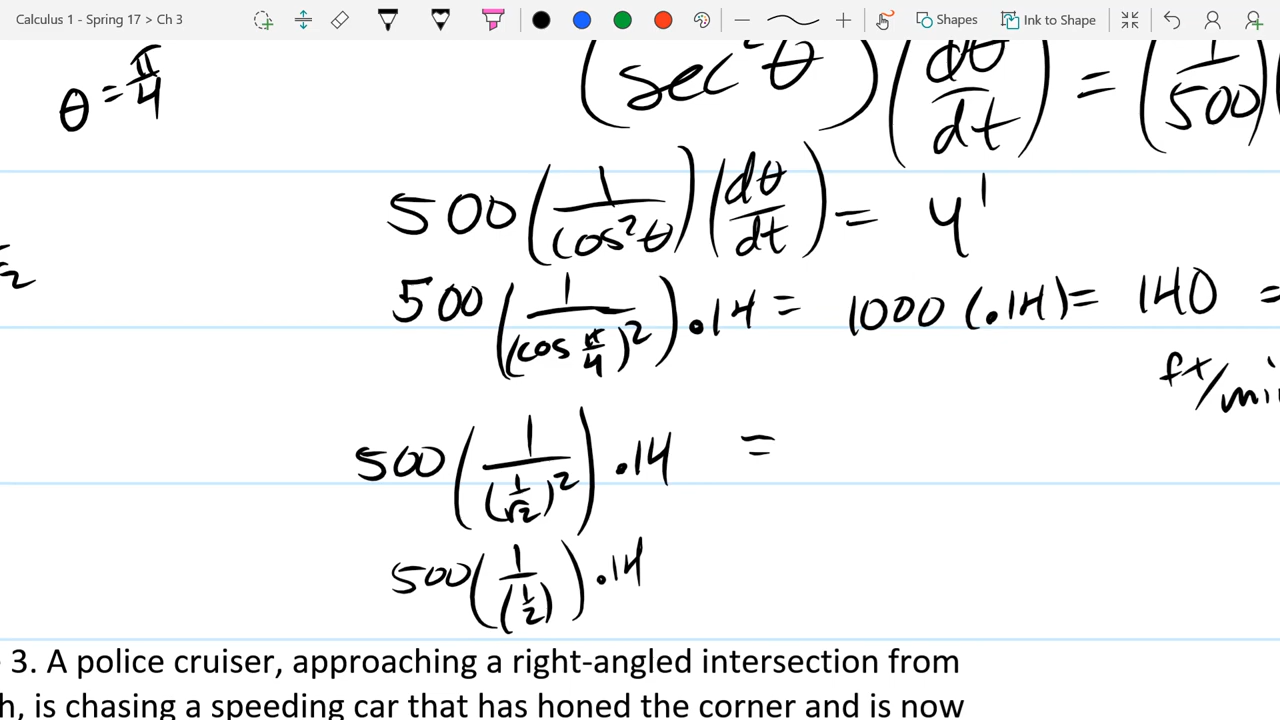 Calculus 1 - Spring 17 > Ch 3
Shapes
Ink to Shape
θ = π/4
(sec²θ)(dθ/dt) = (1/500)(
500(1/cos²θ)(dθ/dt) = y'
500(1/(cos π/4)²).14 = 1000(.14) = 140 =
ft/min
500(1/(1/√2)²).14 =
500(1/(1/2)).14
3. A police cruiser, approaching a right-angled intersection from
h, is chasing a speeding car that has honed the corner and is now